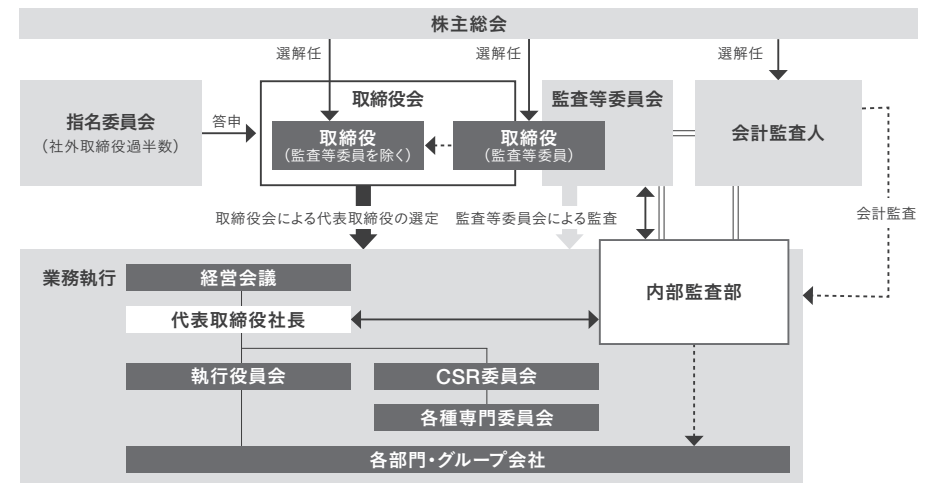 株主総会
選解任
選解任
選解任
指名委員会
(社外取締役過半数)
答申
取締役会
取締役
(監査等委員を除く)
取締役
(監査等委員)
監査等委員会
会計監査人
取締役会による代表取締役の選定
監査等委員会による監査
会計監査
業務執行
経営会議
代表取締役社長
内部監査部
執行役員会
CSR委員会
各種専門委員会
各部門・グループ会社